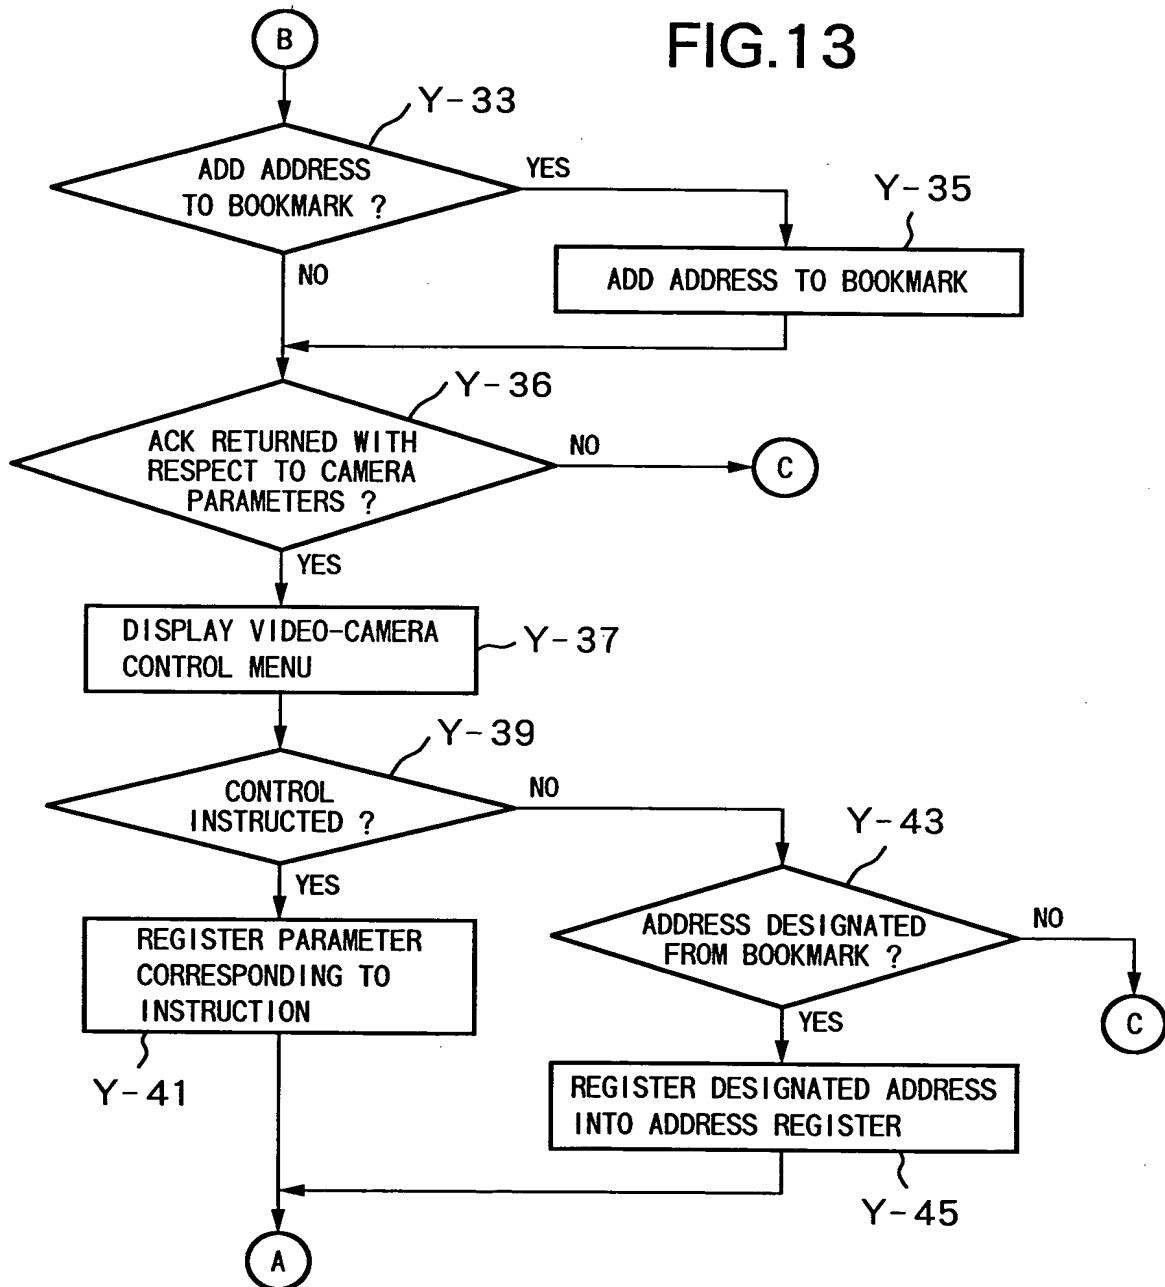 FIG.13
B
Y-33
ADD ADDRESS
TO BOOKMARK ?
YES
Y-35
ADD ADDRESS TO BOOKMARK
NO
Y-36
ACK RETURNED WITH
RESPECT TO CAMERA
PARAMETERS ?
NO
C
YES
DISPLAY VIDEO-CAMERA
CONTROL MENU
Y-37
Y-39
CONTROL
INSTRUCTED ?
NO
Y-43
YES
ADDRESS DESIGNATED
FROM BOOKMARK ?
NO
C
REGISTER PARAMETER
CORRESPONDING TO
INSTRUCTION
Y-41
YES
REGISTER DESIGNATED ADDRESS
INTO ADDRESS REGISTER
Y-45
A